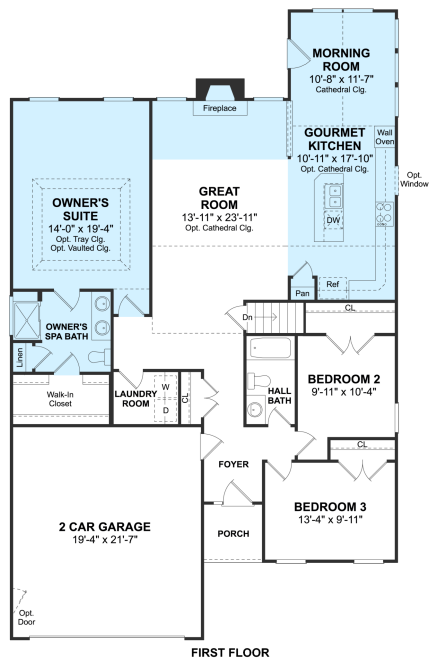 MORNING
ROOM
10'-8" x 11'-7"
Cathedral Clg.
Fireplace
Wall
Oven
GOURMET
KITCHEN
10'-11" x 17'-10"
Opt. Cathedral Clg.
Opt.
Window
DW
GREAT
ROOM
13'-11" x 23'-11"
Opt. Cathedral Clg.
OWNER'S
SUITE
14'-0" x 19'-4"
Opt. Tray Clg.
Opt. Vaulted Clg.
Ref
Pan
CL
Dn
OWNER'S
SPA BATH
Linen
Walk-In
Closet
LAUNDRY
ROOM
W
D
CL
HALL
BATH
BEDROOM 2
9'-11" x 10'-4"
CL
FOYER
BEDROOM 3
13'-4" x 9'-11"
PORCH
2 CAR GARAGE
19'-4" x 21'-7"
Opt.
Door
FIRST FLOOR